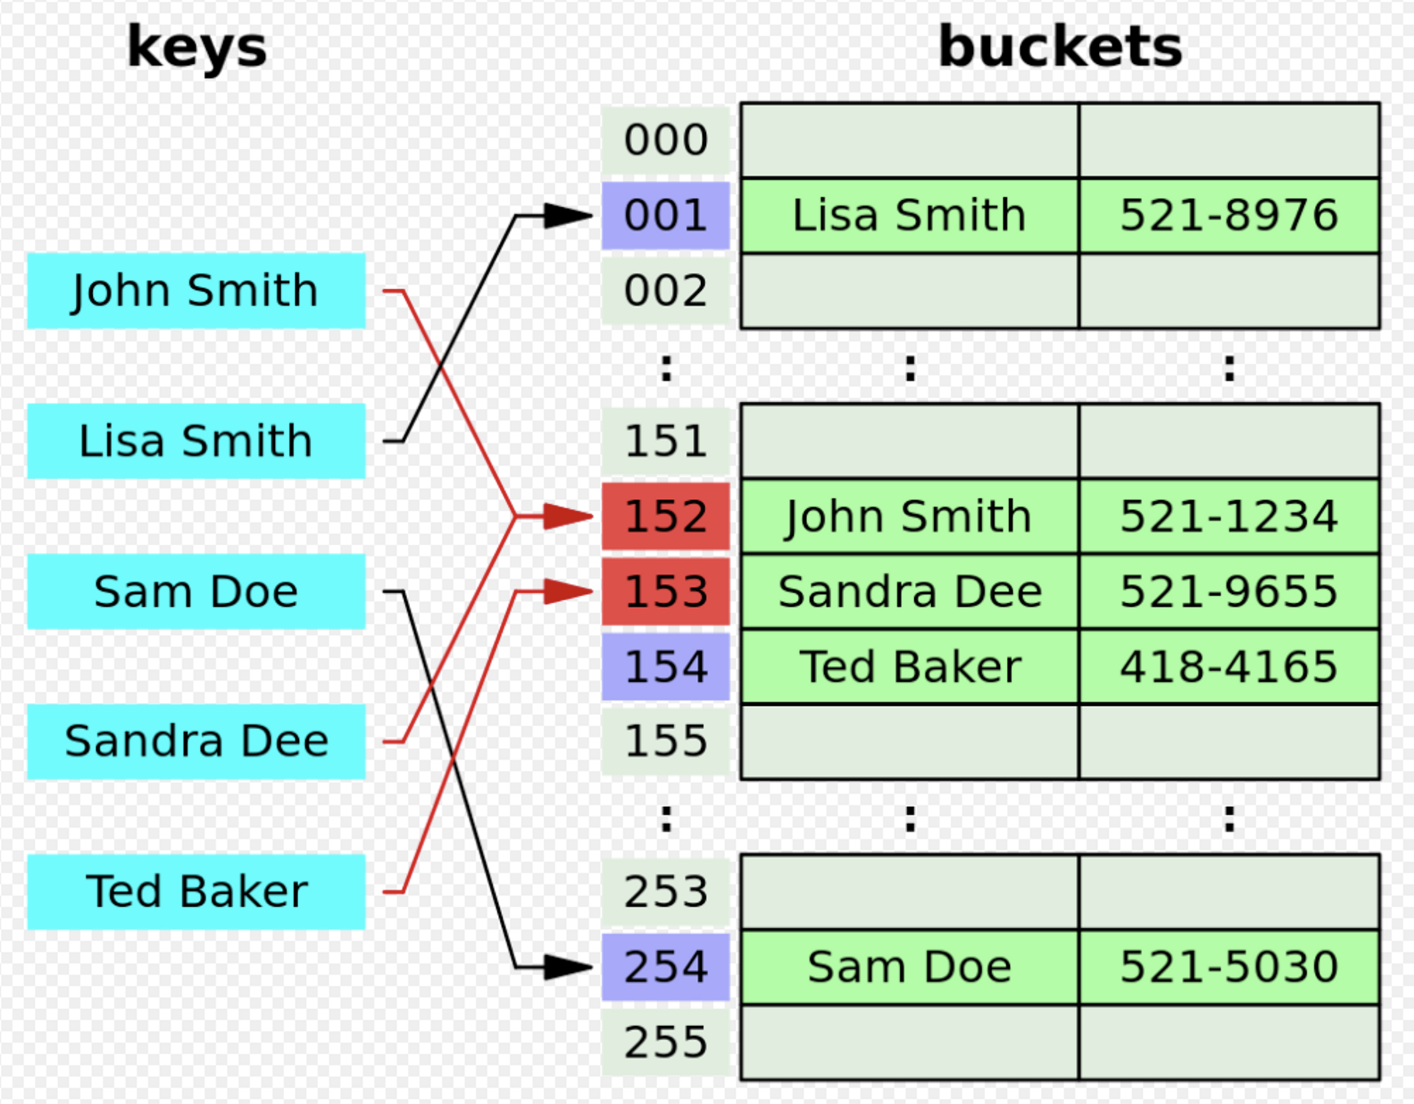 keys
buckets
000
001 Lisa Smith 521-8976
John Smith
002
: : :
Lisa Smith
151
152 John Smith 521-1234
Sam Doe
153 Sandra Dee 521-9655
154 Ted Baker 418-4165
Sandra Dee
155
: : :
Ted Baker
253
254 Sam Doe 521-5030
255